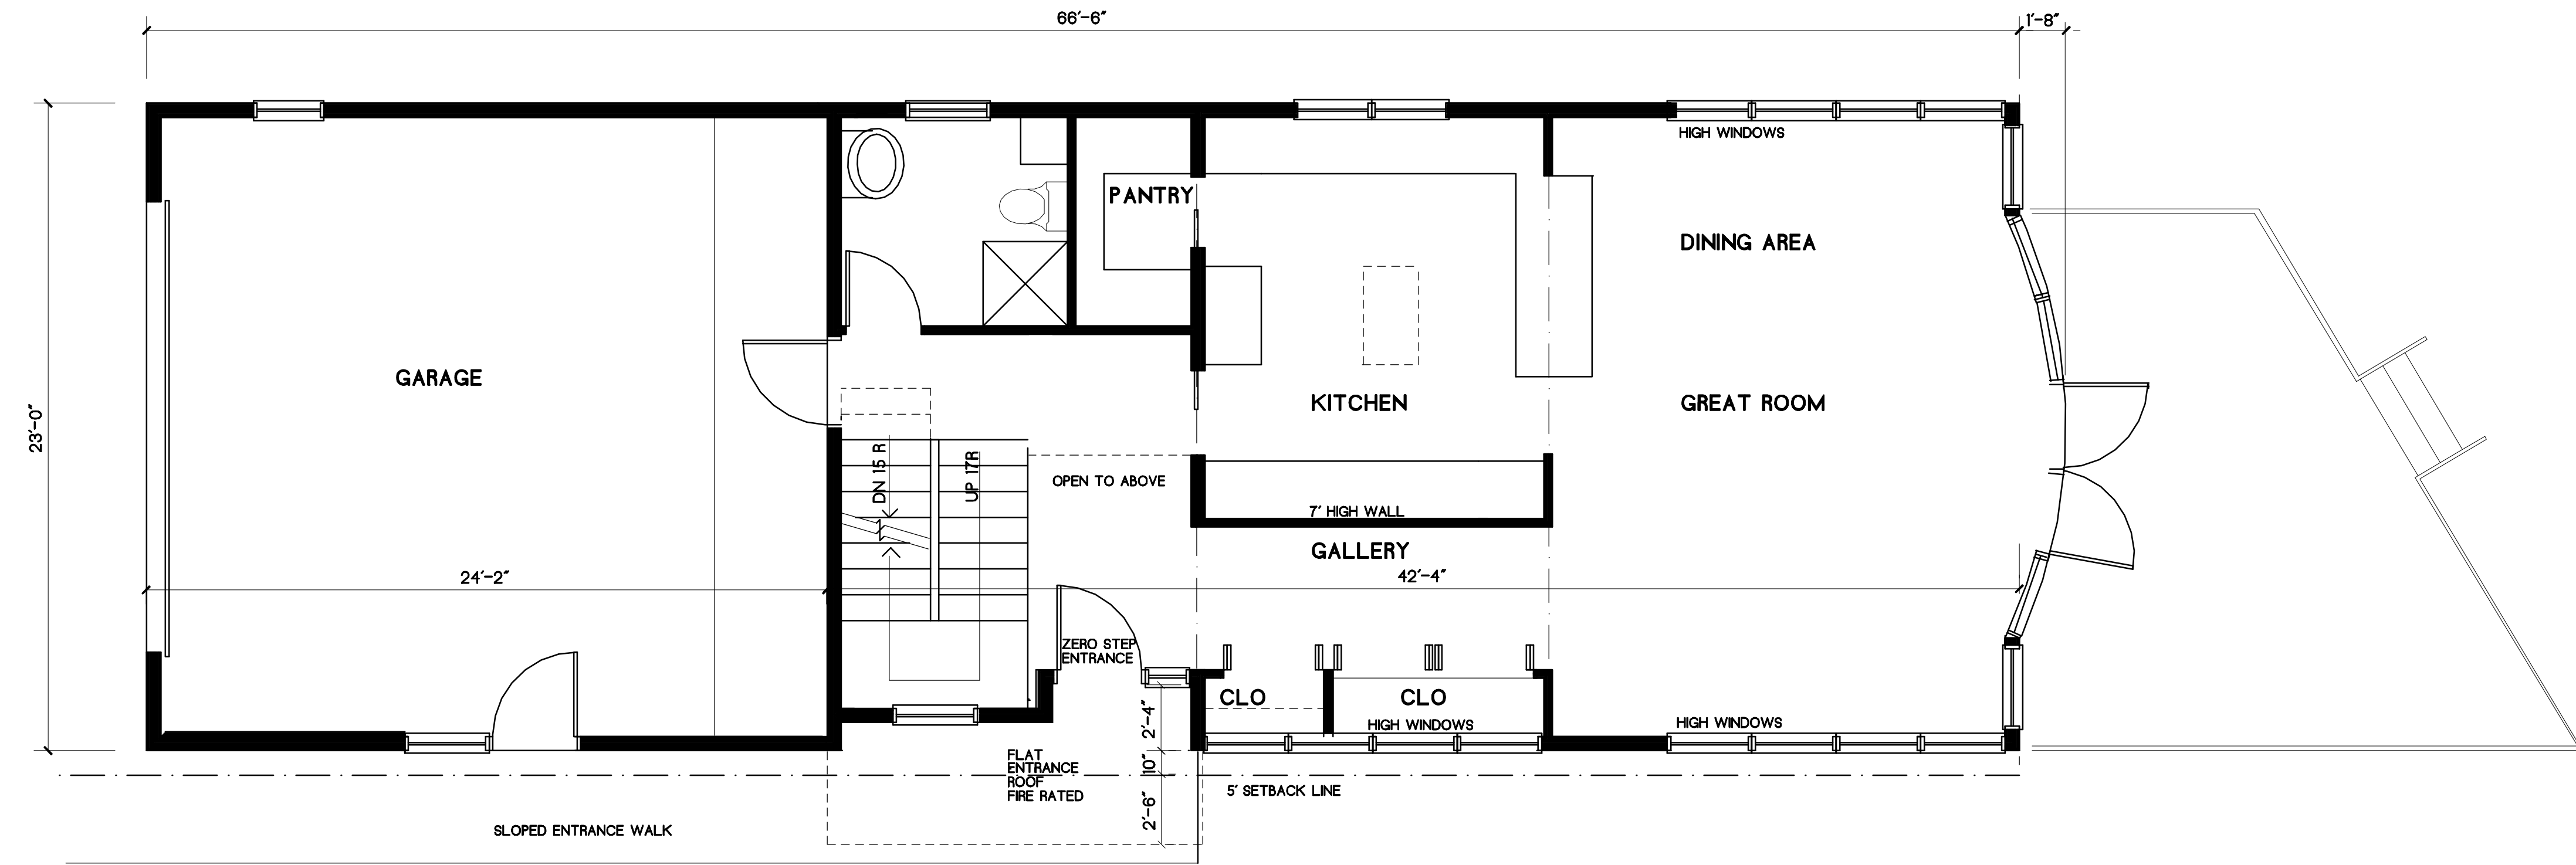 66'-6"
1'-8"
HIGH WINDOWS
PANTRY
DINING AREA
GARAGE
KITCHEN
GREAT ROOM
23'-0"
DN 15 R
UP 17R
OPEN TO ABOVE
7' HIGH WALL
GALLERY
24'-2"
42'-4"
ZERO STEP
ENTRANCE
CLO
CLO
HIGH WINDOWS
HIGH WINDOWS
2'-4"
FLAT
ENTRANCE
ROOF
FIRE RATED
10"
2'-6"
5' SETBACK LINE
SLOPED ENTRANCE WALK